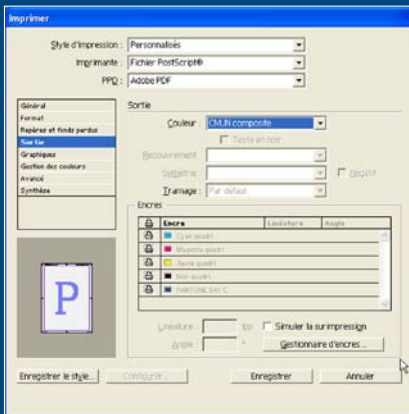 Imprimer
Style d'impression : Personnalisés
Imprimante : Fichier PostScript®
PPD : Adobe PDF
Général
Format
Repères et fonds perdus
Sortie
Graphiques
Gestion des couleurs
Avancé
Synthèse
Sortie
Couleur : CMJN composite
Texte en noir
Recouvrement :
Symétrie : Négatif
Tramage : Par défaut
Encres
Encre Linéature Angle
Cyan quadri
Magenta quadri
Jaune quadri
Noir quadri
P
Linéature : lpp Simuler la surimpression
Angle : ° Gestionnaire d'encres...
Enregistrer le style... Configurer... Enregistrer Annuler